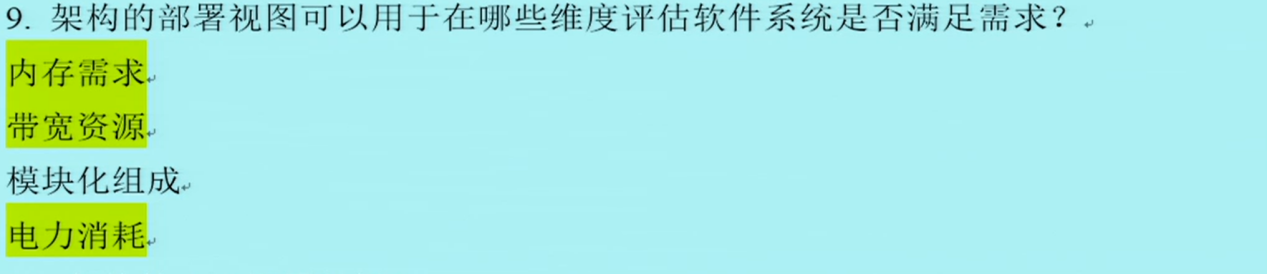 9. 架构的部署视图可以用于在哪些维度评估软件系统是否满足需求？
内存需求
带宽资源
模块化组成
电力消耗